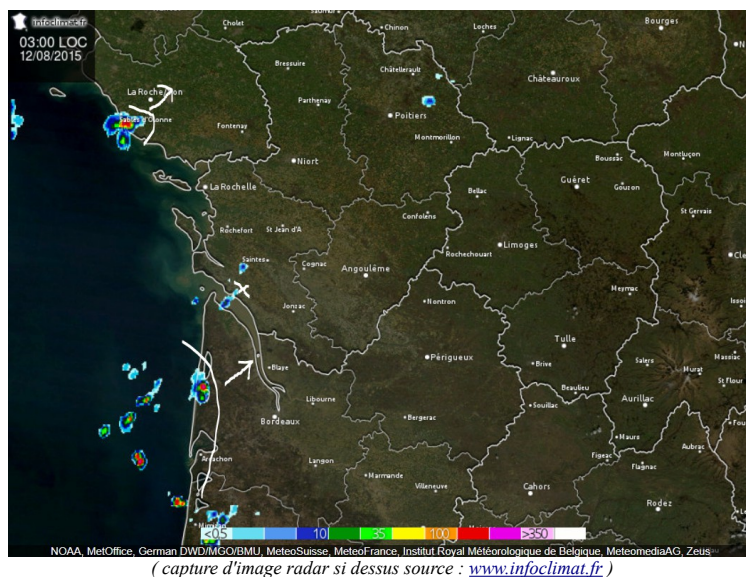 infoclimat.fr
03:00 LOC
12/08/2015
Cholet
Chinon
Loches
Bourges
Bressuire
Châtellerault
Châteauroux
La Roche/Yon
Parthenay
Poitiers
Sables d'Olonne
Fontenay
Montmorillon
Lignac
Niort
Boussac
Montluçon
La Rochelle
Bellac
Guéret
Gouzon
Rochefort
St Jean d'A
Confolens
St Gervais
Limoges
Saintes
Cognac
Angoulême
Rochechouart
Jonzac
Nontron
Meymac
Tulle
Blaye
Périgueux
Brive
Salers
Massiac
Murat
Libourne
Beaulieu
St Flour
Bordeaux
Bergerac
Souillac
Aurillac
Arcachon
Langon
Maurs
Aubrac
Marmande
Figeac
Flagnac
Villeneuve
Cahors
Rodez
Mimizan
<0.5 10 35 100 >350
NOAA, MetOffice, German DWD/MGO/BMU, MeteoSuisse, MeteoFrance, Institut Royal Météorologique de Belgique, MeteomediaAG, Zeus
( capture d'image radar si dessus source : www.infoclimat.fr )